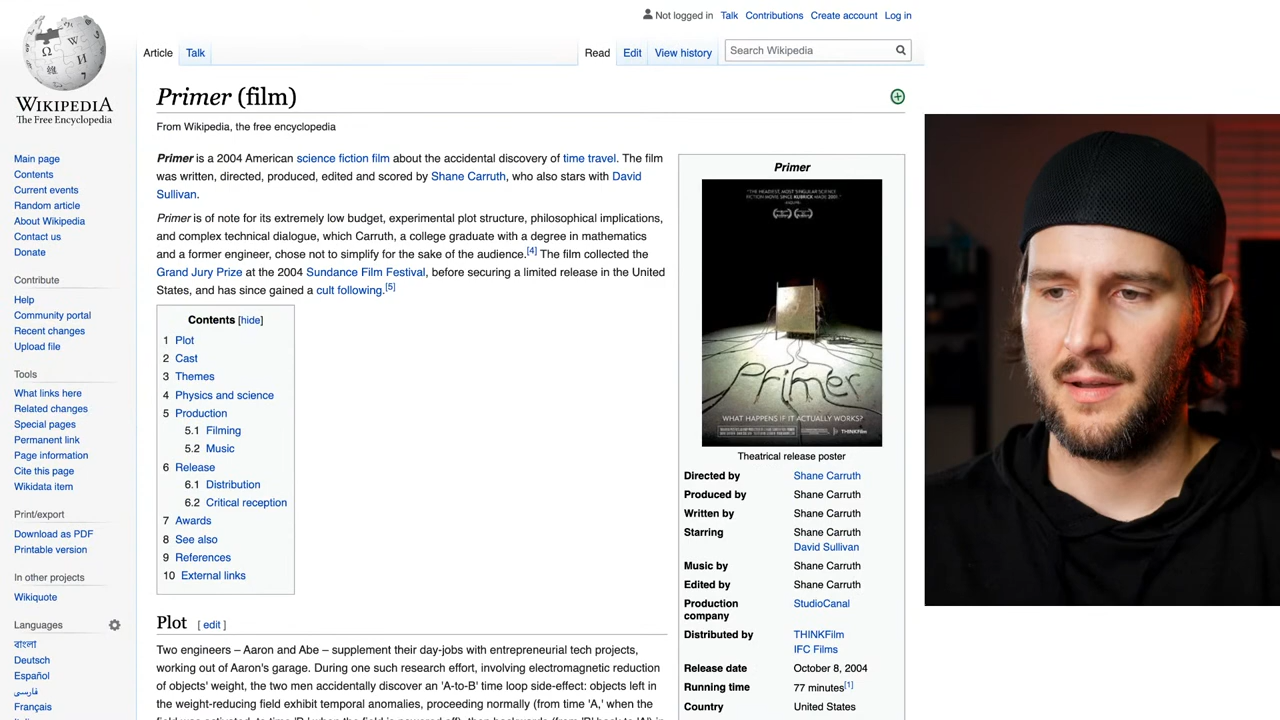 Not logged in Talk Contributions Create account Log in
Article Talk Read Edit View history Search Wikipedia
WIKIPEDIA
The Free Encyclopedia
Main page
Contents
Current events
Random article
About Wikipedia
Contact us
Donate
Contribute
Help
Community portal
Recent changes
Upload file
Tools
What links here
Related changes
Special pages
Permanent link
Page information
Cite this page
Wikidata item
Print/export
Download as PDF
Printable version
In other projects
Wikiquote
Languages
বাংলা
Deutsch
Español
فارسی
Français
Primer (film)
From Wikipedia, the free encyclopedia
Primer is a 2004 American science fiction film about the accidental discovery of time travel. The film
was written, directed, produced, edited and scored by Shane Carruth, who also stars with David
Sullivan.
Primer is of note for its extremely low budget, experimental plot structure, philosophical implications,
and complex technical dialogue, which Carruth, a college graduate with a degree in mathematics
and a former engineer, chose not to simplify for the sake of the audience.[4] The film collected the
Grand Jury Prize at the 2004 Sundance Film Festival, before securing a limited release in the United
States, and has since gained a cult following.[5]
Contents [hide]
1 Plot
2 Cast
3 Themes
4 Physics and science
5 Production
5.1 Filming
5.2 Music
6 Release
6.1 Distribution
6.2 Critical reception
7 Awards
8 See also
9 References
10 External links
Plot [ edit ]
Two engineers – Aaron and Abe – supplement their day-jobs with entrepreneurial tech projects,
working out of Aaron's garage. During one such research effort, involving electromagnetic reduction
of objects' weight, the two men accidentally discover an 'A-to-B' time loop side-effect: objects left in
the weight-reducing field exhibit temporal anomalies, proceeding normally (from time 'A,' when the
Primer
Primer
WHAT HAPPENS IF IT ACTUALLY WORKS?
THINKFilm
Theatrical release poster
Directed by Shane Carruth
Produced by Shane Carruth
Written by Shane Carruth
Starring Shane Carruth
David Sullivan
Music by Shane Carruth
Edited by Shane Carruth
Production StudioCanal
company
Distributed by THINKFilm
IFC Films
Release date October 8, 2004
Running time 77 minutes[1]
Country United States